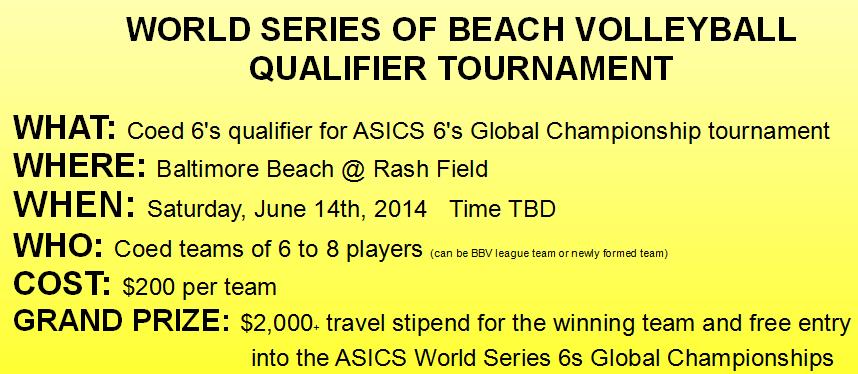 WORLD SERIES OF BEACH VOLLEYBALL
QUALIFIER TOURNAMENT
WHAT: Coed 6's qualifier for ASICS 6's Global Championship tournament
WHERE: Baltimore Beach @ Rash Field
WHEN: Saturday, June 14th, 2014 Time TBD
WHO: Coed teams of 6 to 8 players (can be BBV league team or newly formed team)
COST: $200 per team
GRAND PRIZE: $2,000+ travel stipend for the winning team and free entry
into the ASICS World Series 6s Global Championships